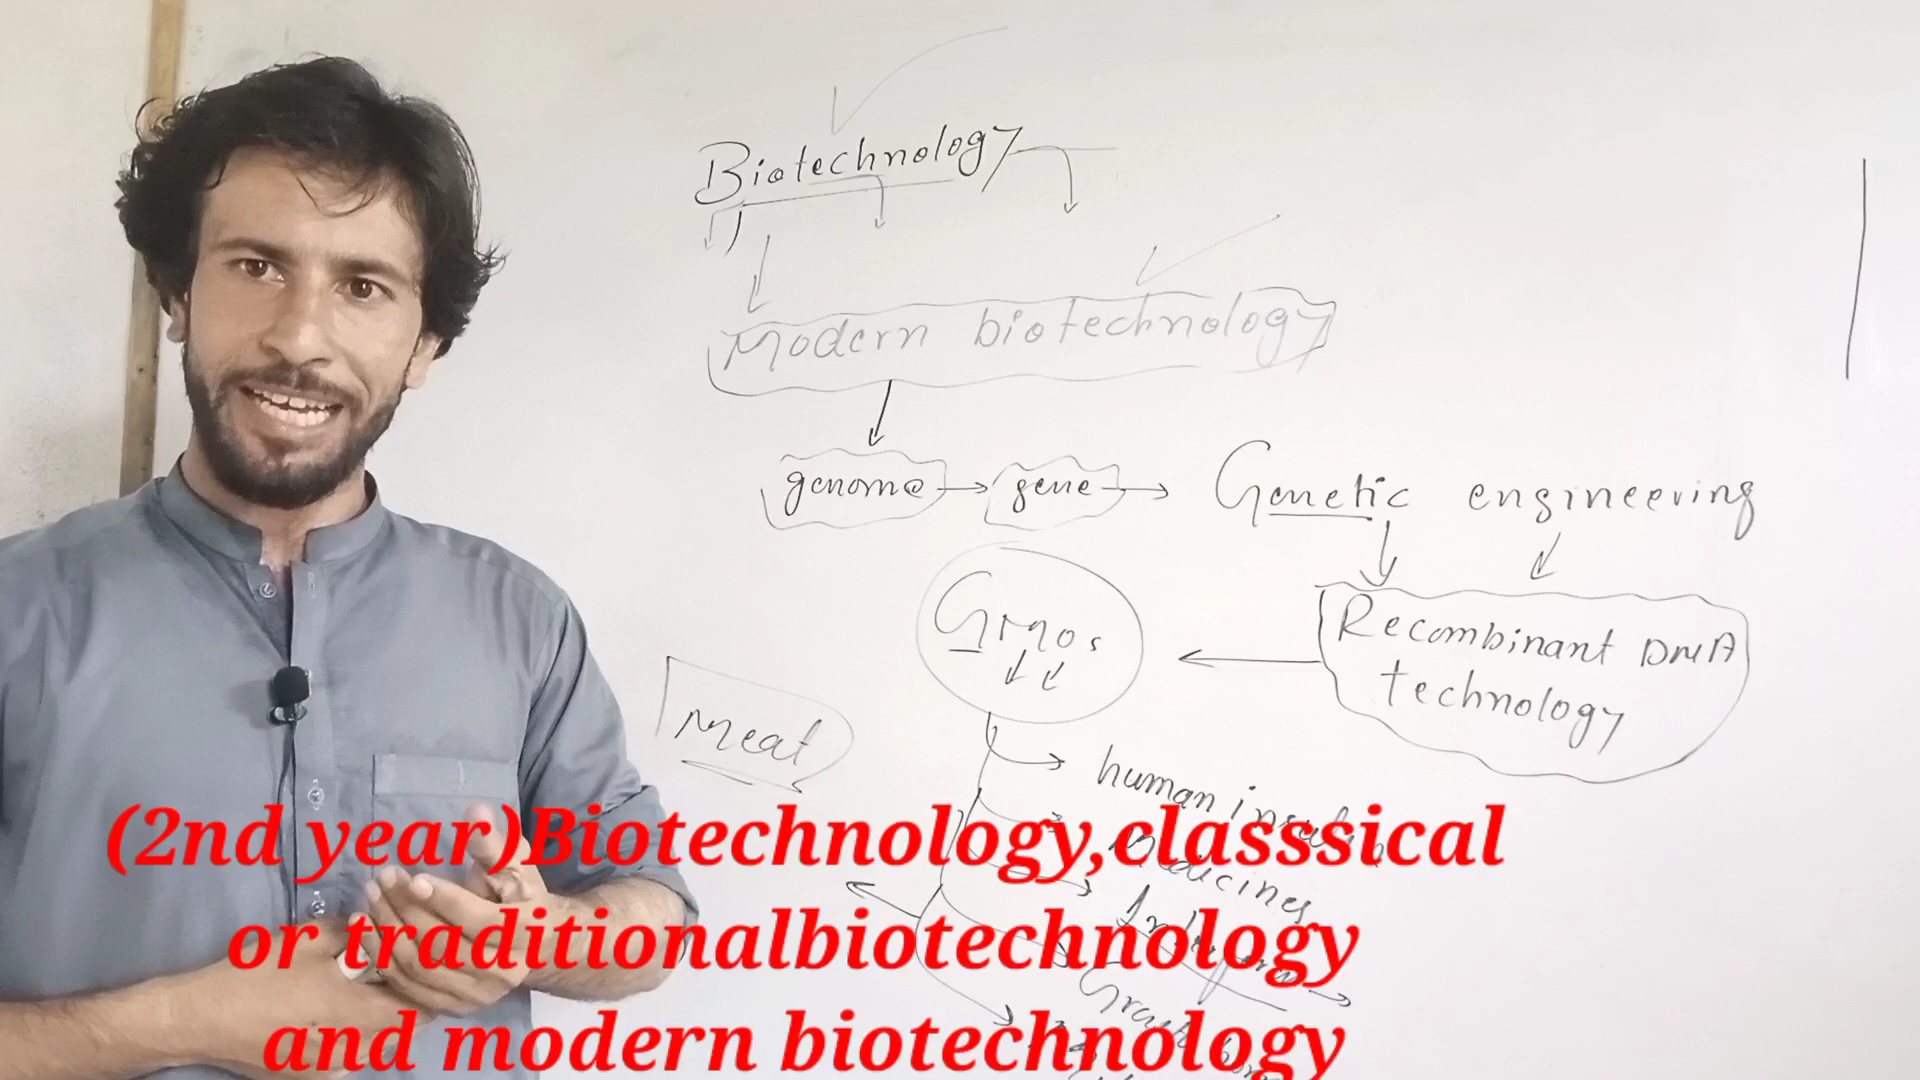 Biotechnology
Modern biotechnology
genome gene Genetic engineering
Recombinant DNA
technology
GMOs
Meat
human insulin
Medicines
(2nd year)Biotechnology,classsical
or traditionalbiotechnology
and modern biotechnology